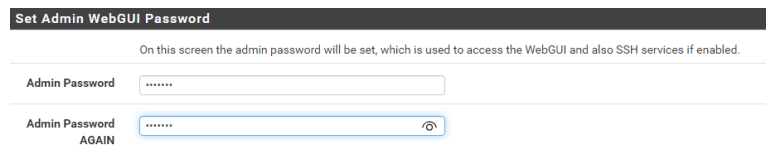 Set Admin WebGUI Password
On this screen the admin password will be set, which is used to access the WebGUI and also SSH services if enabled.
Admin Password •••••••
Admin Password •••••••
AGAIN